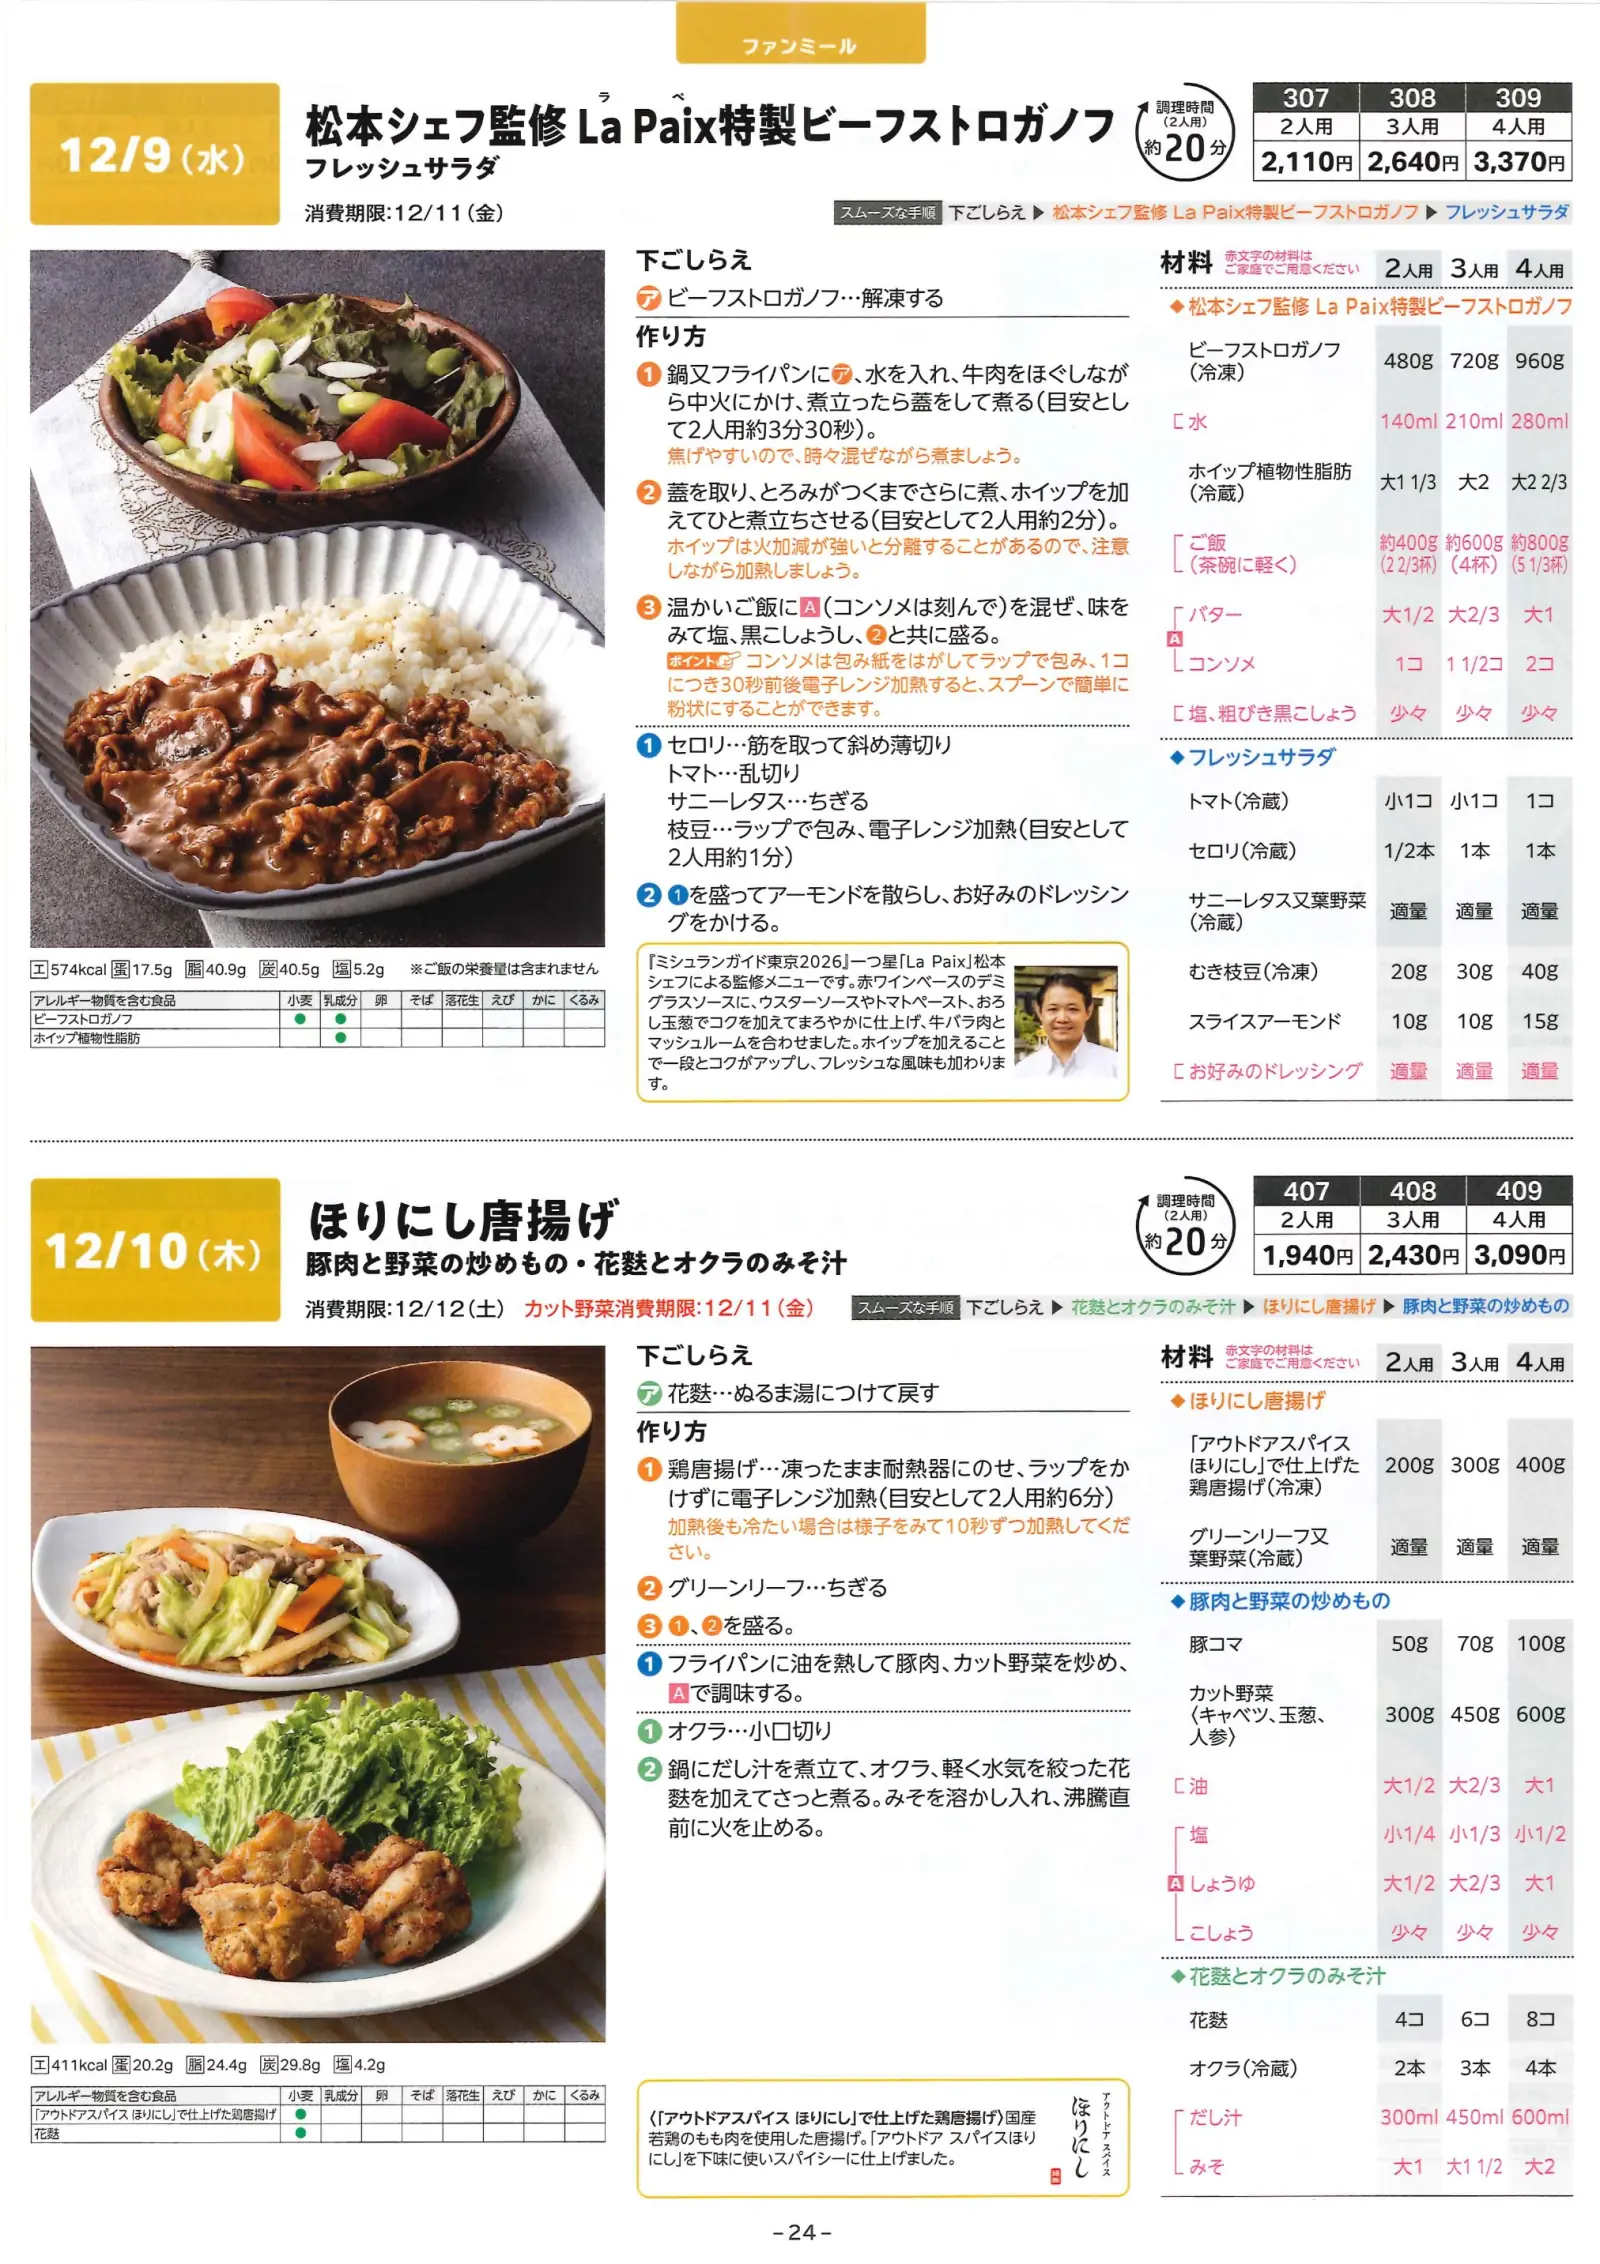 ファンミール
12/9(水)
ラ ペ
松本シェフ監修 La Paix特製ビーフストロガノフ
フレッシュサラダ
消費期限:12/11(金)
調理時間
(2人用)
約20分
307 308 309
2人用 3人用 4人用
2,110円 2,640円 3,370円
スムーズな手順 下ごしらえ ▶ 松本シェフ監修 La Paix特製ビーフストロガノフ ▶ フレッシュサラダ
下ごしらえ
ア ビーフストロガノフ…解凍する
作り方
1 鍋又フライパンにア、水を入れ、牛肉をほぐしなが
ら中火にかけ、煮立ったら蓋をして煮る(目安とし
て2人用約3分30秒)。
焦げやすいので、時々混ぜながら煮ましょう。
2 蓋を取り、とろみがつくまでさらに煮、ホイップを加
えてひと煮立ちさせる(目安として2人用約2分)。
ホイップは火加減が強いと分離することがあるので、注意
しながら加熱しましょう。
3 温かいご飯にA(コンソメは刻んで)を混ぜ、味を
みて塩、黒こしょうし、2と共に盛る。
ポイント コンソメは包み紙をはがしてラップで包み、1コ
につき30秒前後電子レンジ加熱すると、スプーンで簡単に
粉状にすることができます。
1 セロリ…筋を取って斜め薄切り
トマト…乱切り
サニーレタス…ちぎる
枝豆…ラップで包み、電子レンジ加熱(目安として
2人用約1分)
2 1を盛ってアーモンドを散らし、お好みのドレッシン
グをかける。
『ミシュランガイド東京2026』一つ星「La Paix」松本
シェフによる監修メニューです。赤ワインベースのデミ
グラスソースに、ウスターソースやトマトペースト、おろ
し玉葱でコクを加えてまろやかに仕上げ、牛バラ肉と
マッシュルームを合わせました。ホイップを加えること
で一段とコクがアップし、フレッシュな風味も加わりま
す。
材料 赤文字の材料は
ご家庭でご用意ください
2人用 3人用 4人用
◆松本シェフ監修 La Paix特製ビーフストロガノフ
ビーフストロガノフ
(冷凍) 480g 720g 960g
水 140ml 210ml 280ml
ホイップ植物性脂肪
(冷蔵) 大1 1/3 大2 大2 2/3
ご飯 約400g 約600g 約800g
(茶碗に軽く) (2 2/3杯) (4杯) (5 1/3杯)
バター 大1/2 大2/3 大1
A
コンソメ 1コ 1 1/2コ 2コ
塩、粗びき黒こしょう 少々 少々 少々
◆フレッシュサラダ
トマト(冷蔵) 小1コ 小1コ 1コ
セロリ(冷蔵) 1/2本 1本 1本
サニーレタス又葉野菜
(冷蔵) 適量 適量 適量
むき枝豆(冷凍) 20g 30g 40g
スライスアーモンド 10g 10g 15g
お好みのドレッシング 適量 適量 適量
エ574kcal 蛋17.5g 脂40.9g 炭40.5g 塩5.2g ※ご飯の栄養量は含まれません
アレルギー物質を含む食品 小麦 乳成分 卵 そば 落花生 えび かに くるみ
ビーフストロガノフ ● ●
ホイップ植物性脂肪 ●
12/10(木)
ほりにし唐揚げ
豚肉と野菜の炒めもの・花麩とオクラのみそ汁
消費期限:12/12(土) カット野菜消費期限:12/11(金)
調理時間
(2人用)
約20分
407 408 409
2人用 3人用 4人用
1,940円 2,430円 3,090円
スムーズな手順 下ごしらえ ▶ 花麩とオクラのみそ汁 ▶ ほりにし唐揚げ ▶ 豚肉と野菜の炒めもの
下ごしらえ
ア 花麩…ぬるま湯につけて戻す
作り方
1 鶏唐揚げ…凍ったまま耐熱器にのせ、ラップをか
けずに電子レンジ加熱(目安として2人用約6分)
加熱後も冷たい場合は様子をみて10秒ずつ加熱してくだ
さい。
2 グリーンリーフ…ちぎる
3 1、2を盛る。
1 フライパンに油を熱して豚肉、カット野菜を炒め、
Aで調味する。
1 オクラ…小口切り
2 鍋にだし汁を煮立て、オクラ、軽く水気を絞った花
麩を加えてさっと煮る。みそを溶かし入れ、沸騰直
前に火を止める。
〈「アウトドアスパイス ほりにし」で仕上げた鶏唐揚げ〉国産
若鶏のもも肉を使用した唐揚げ。「アウトドア スパイスほり
にし」を下味に使いスパイシーに仕上げました。
アウトドア スパイス
ほりにし
材料 赤文字の材料は
ご家庭でご用意ください
2人用 3人用 4人用
◆ほりにし唐揚げ
「アウトドアスパイス
ほりにし」で仕上げた 200g 300g 400g
鶏唐揚げ(冷凍)
グリーンリーフ又
葉野菜(冷蔵) 適量 適量 適量
◆豚肉と野菜の炒めもの
豚コマ 50g 70g 100g
カット野菜
〈キャベツ、玉葱、 300g 450g 600g
人参〉
油 大1/2 大2/3 大1
塩 小1/4 小1/3 小1/2
A しょうゆ 大1/2 大2/3 大1
こしょう 少々 少々 少々
◆花麩とオクラのみそ汁
花麩 4コ 6コ 8コ
オクラ(冷蔵) 2本 3本 4本
だし汁 300ml 450ml 600ml
みそ 大1 大1 1/2 大2
エ411kcal 蛋20.2g 脂24.4g 炭29.8g 塩4.2g
アレルギー物質を含む食品 小麦 乳成分 卵 そば 落花生 えび かに くるみ
「アウトドアスパイス ほりにし」で仕上げた鶏唐揚げ ●
花麩 ●
-24-